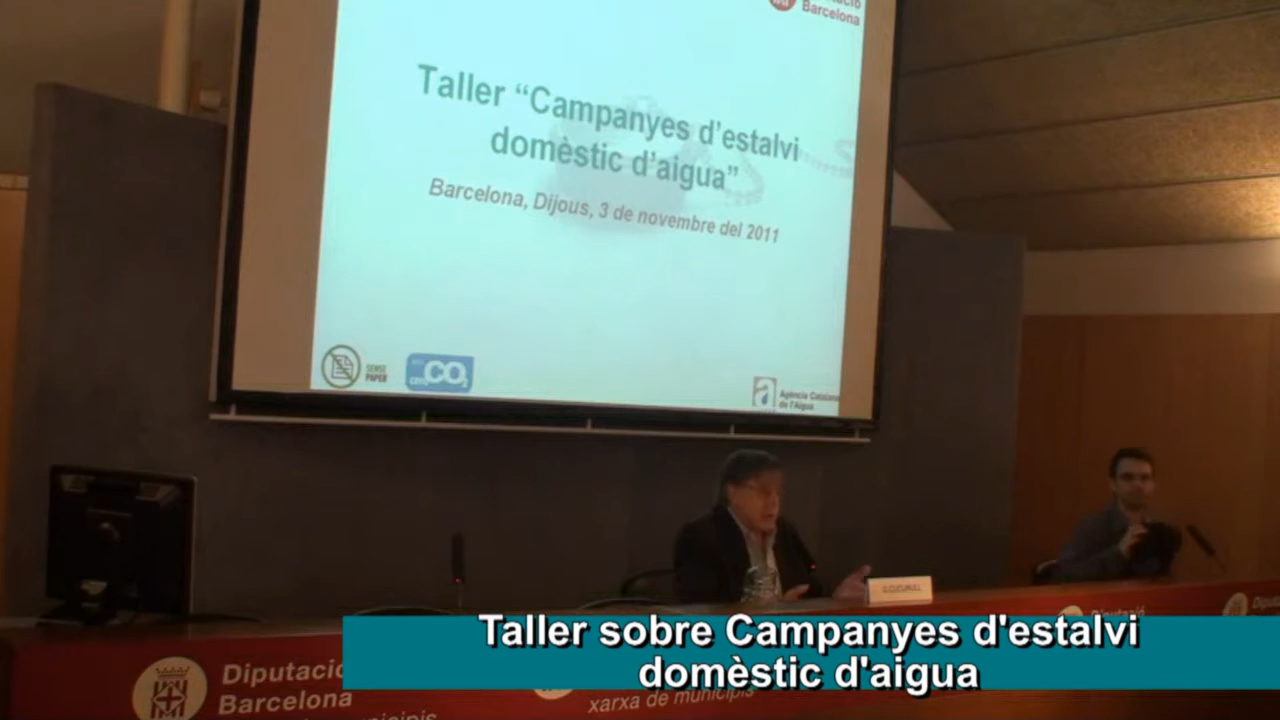 Barcelona
Taller “Campanyes d’estalvi
domèstic d’aigua”
Barcelona, Dijous, 3 de novembre del 2011
SENSE
PAPER
CO2
Agència Catalana
de l'Aigua
Diputació
Barcelona
xarxa de municipis
Taller sobre Campanyes d'estalvi
domèstic d'aigua